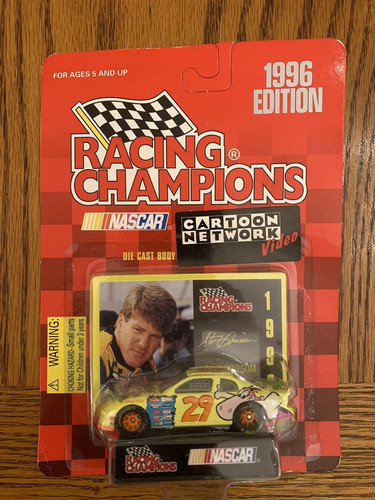 FOR AGES 5 AND UP
1996
EDITION
RACING®
CHAMPIONS
NASCAR®
CARTOON
NETWORK
Video
DIE CAST BODY
RACING
CHAMPIONS
199
WARNING:
CHOKING HAZARD-Small parts
Not for Children under 3 years
29
RACING
CHAMPIONS
NASCAR